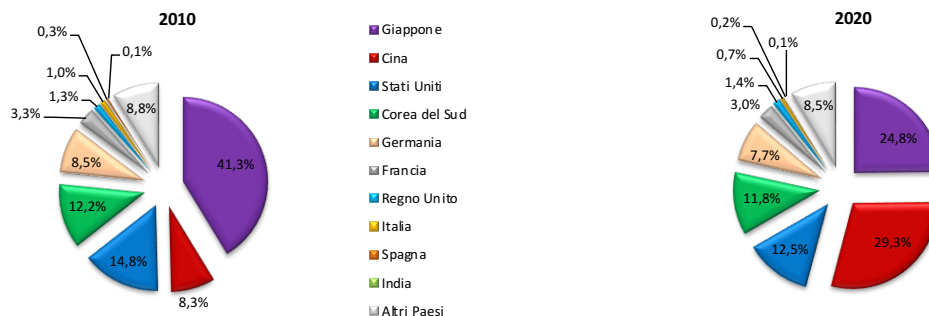 2010
0,3%
0,1%
1,0%
1,3%
3,3%
8,8%
8,5%
41,3%
12,2%
14,8%
8,3%
Giappone
Cina
Stati Uniti
Corea del Sud
Germania
Francia
Regno Unito
Italia
Spagna
India
Altri Paesi
2020
0,2%
0,1%
0,7%
1,4%
3,0%
8,5%
24,8%
7,7%
11,8%
12,5%
29,3%